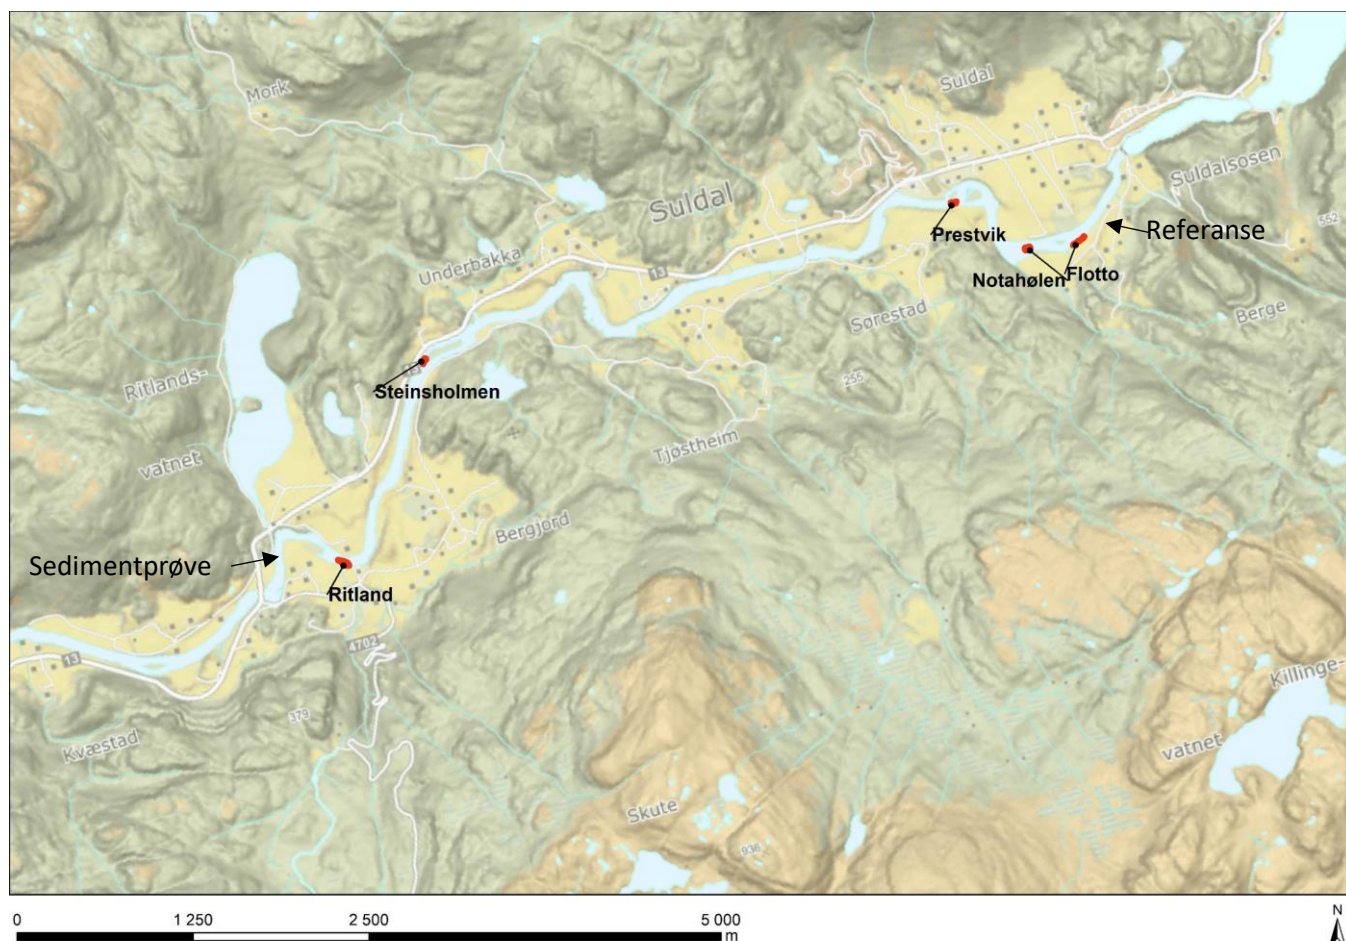 Mork
Suldal
Suldalsosen
Suldal
552
Referanse
Prestvik
Notahølen
Flotto
Underbakka
13
Sørestad
Berge
Steinsholmen
Ritlands-
vatnet
255
Tjøstheim
Bergjord
Sedimentprøve
Ritland
4702
13
379
Kvæstad
Killinge-
vatnet
Skute
936
0
1 250
2 500
5 000
m
N